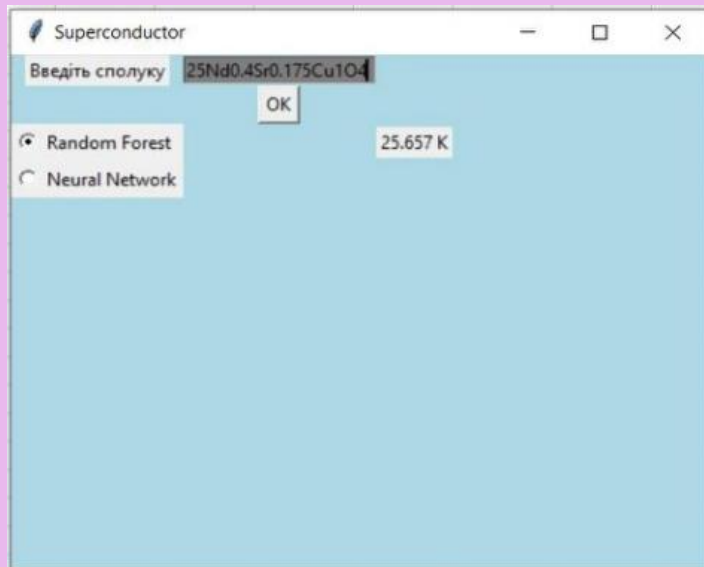 Superconductor
Введіть сполуку 25Nd0.4Sr0.175Cu1O4
OK
Random Forest 25.657 K
Neural Network